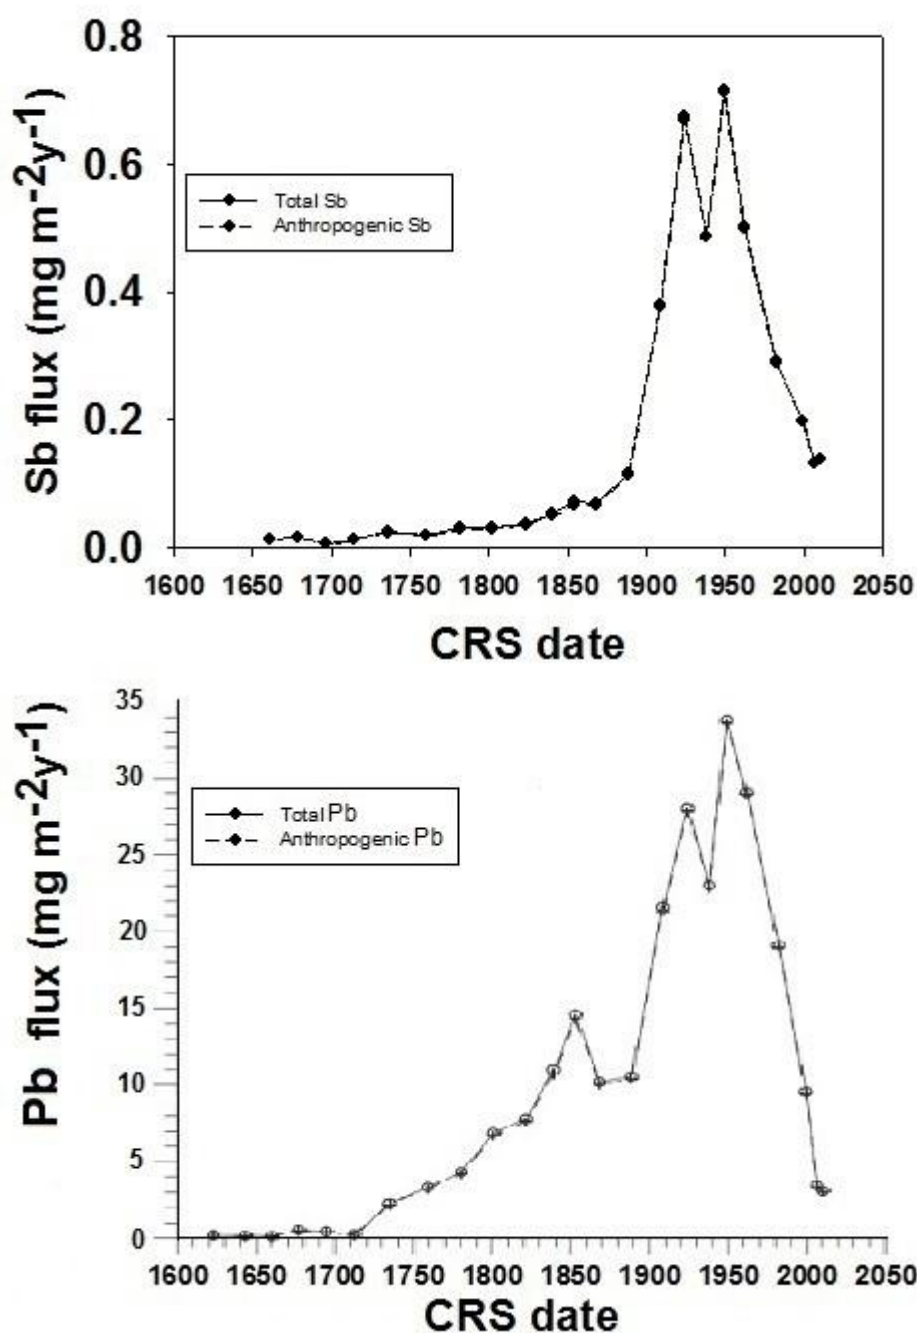 0.8
0.6
0.4
0.2
0.0
Sb flux (mg m-2y-1)
Total Sb
Anthropogenic Sb
1600 1650 1700 1750 1800 1850 1900 1950 2000 2050
CRS date
35
30
25
20
15
10
5
0
Pb flux (mg m-2y-1)
Total Pb
Anthropogenic Pb
1600 1650 1700 1750 1800 1850 1900 1950 2000 2050
CRS date